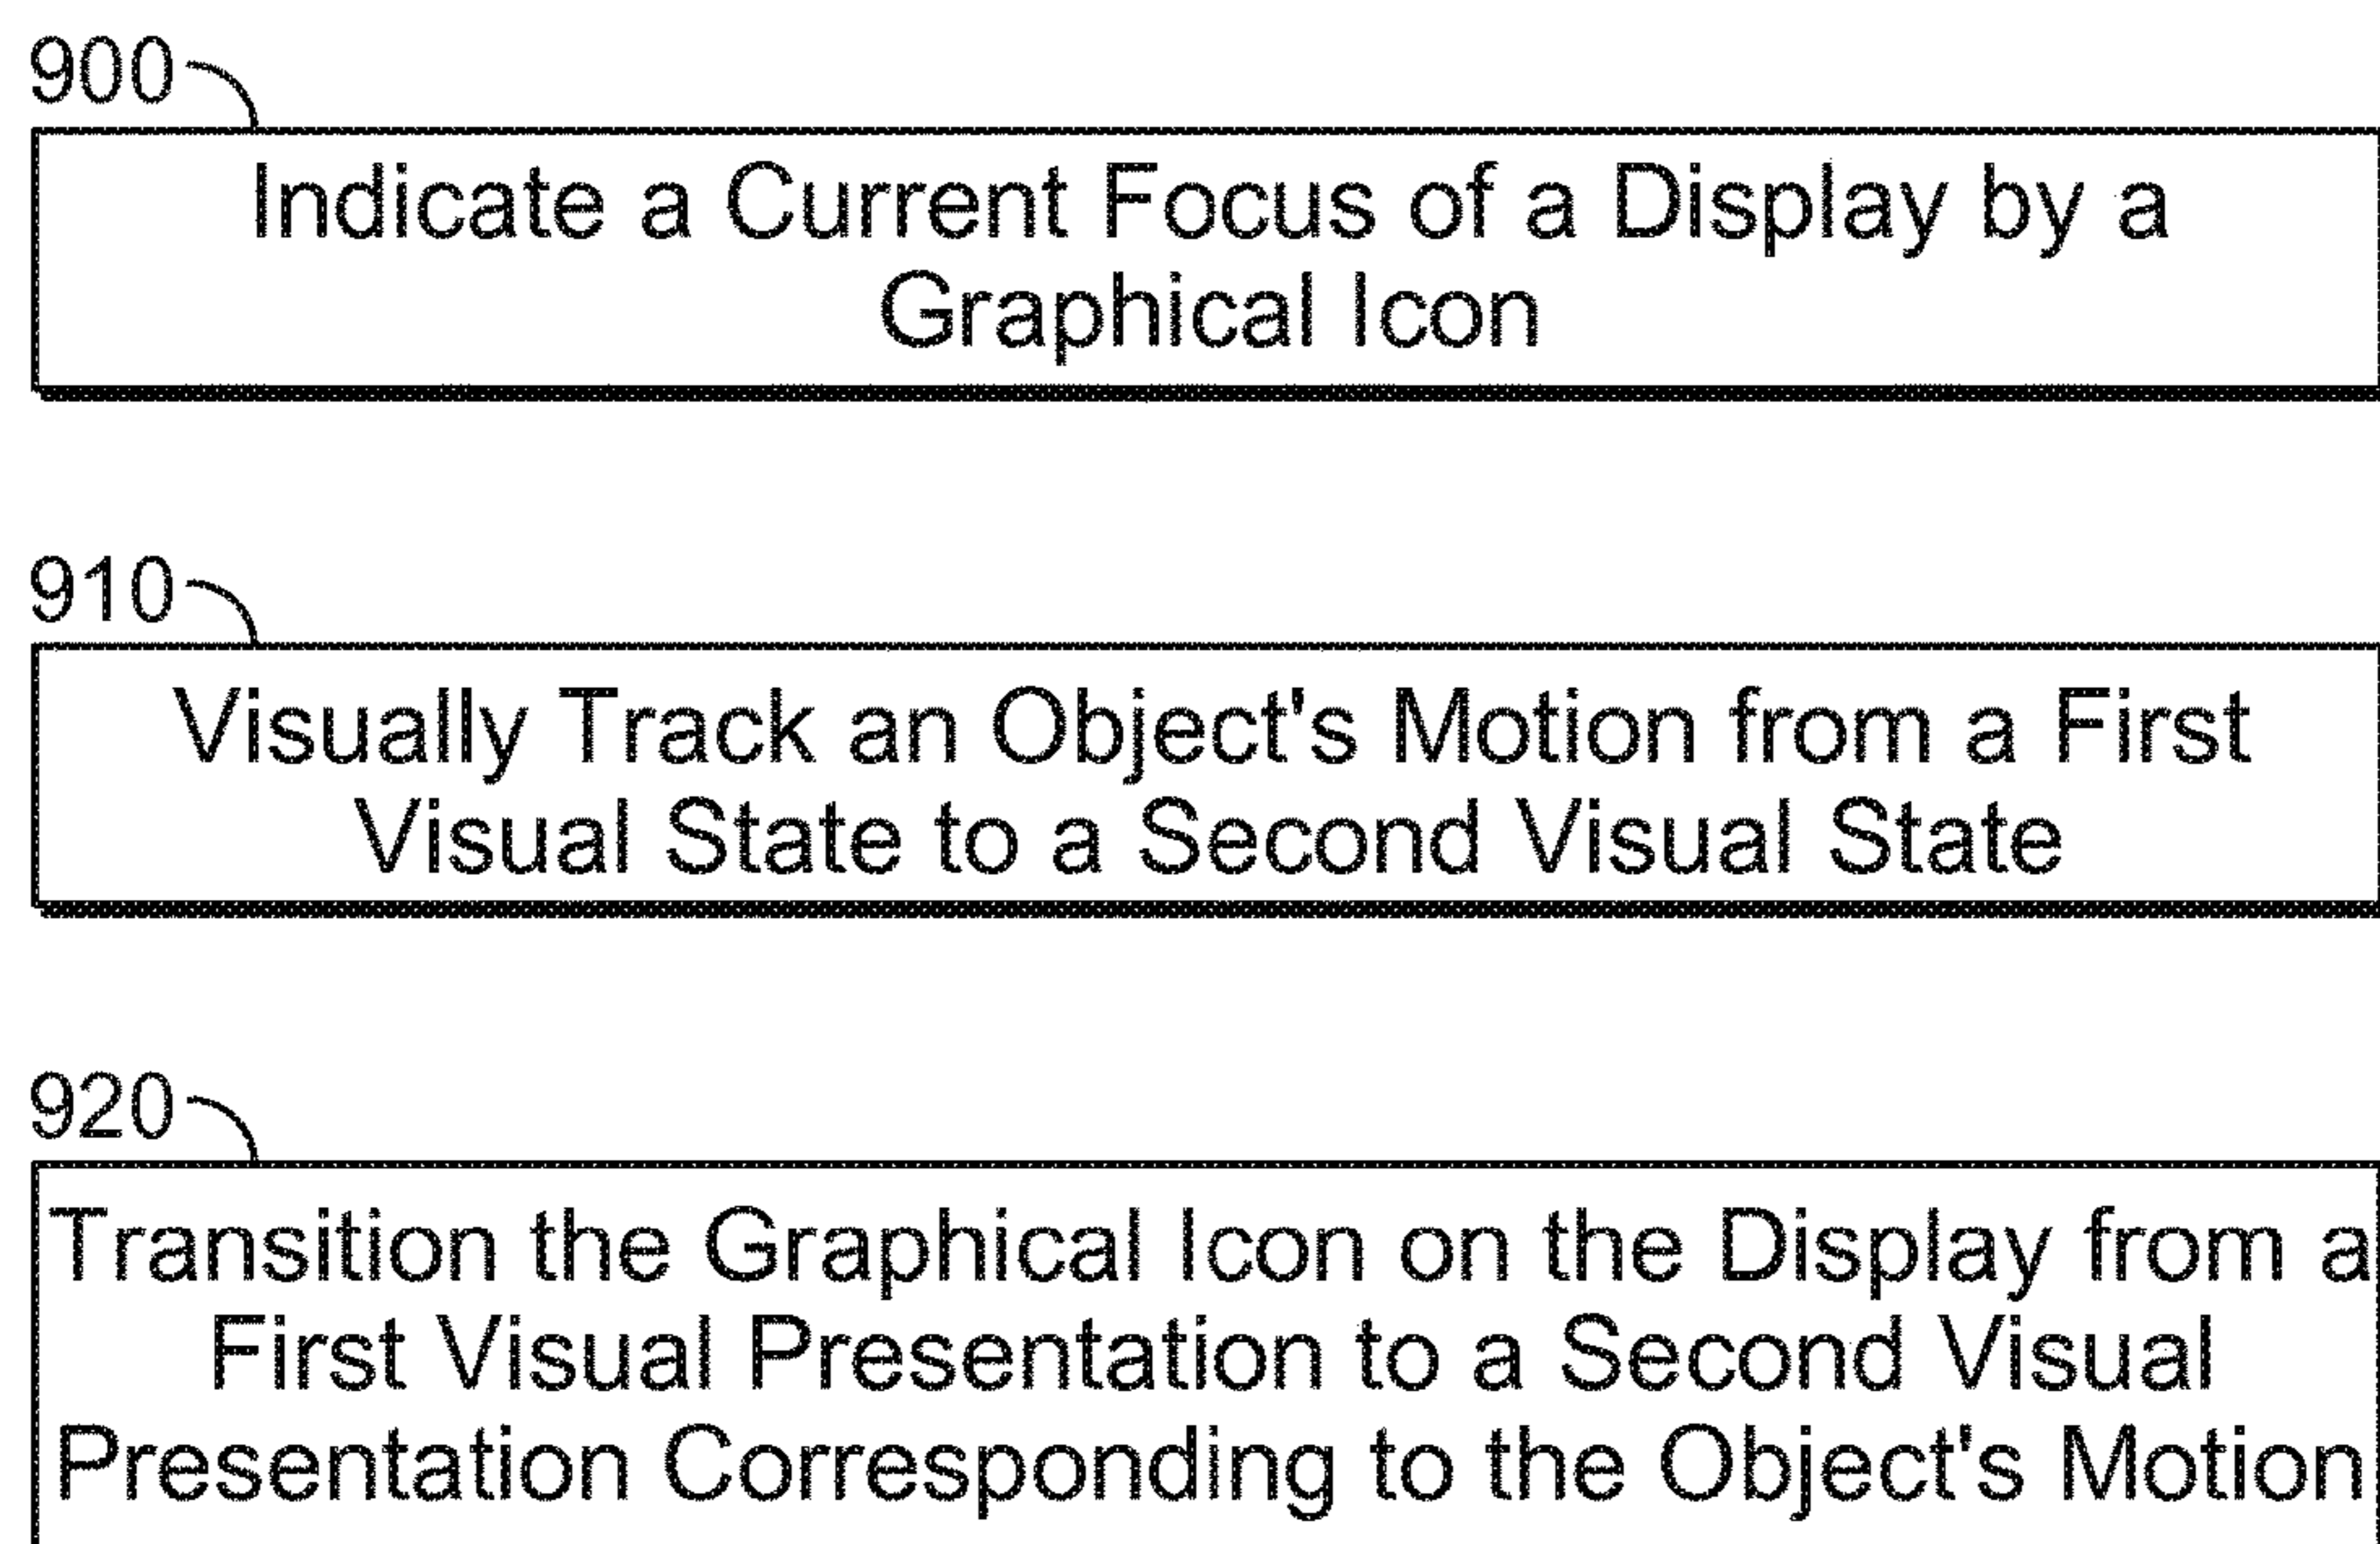 900
Indicate a Current Focus of a Display by a
Graphical Icon
910
Visually Track an Object's Motion from a First
Visual State to a Second Visual State
920
Transition the Graphical Icon on the Display from a
First Visual Presentation to a Second Visual
Presentation Corresponding to the Object's Motion